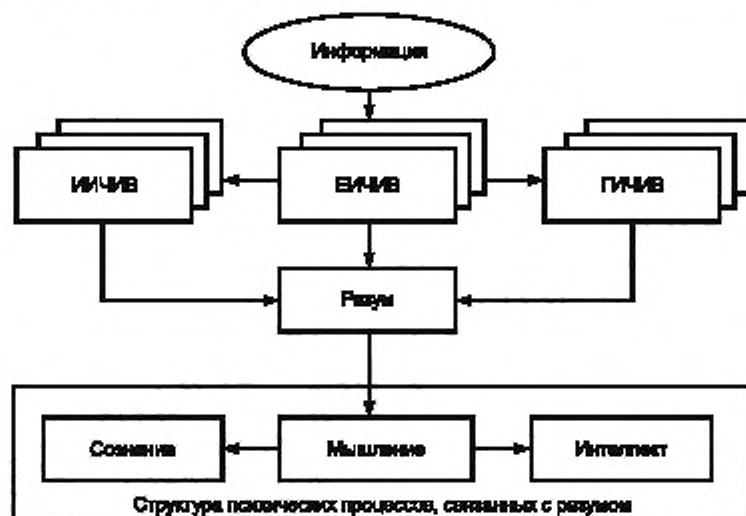 Информация
ИИЧИВ
ЕИЧИВ
ГИЧИВ
Разум
Сознание
Мышление
Интеллект
Структура психических процессов, связанных с разумом